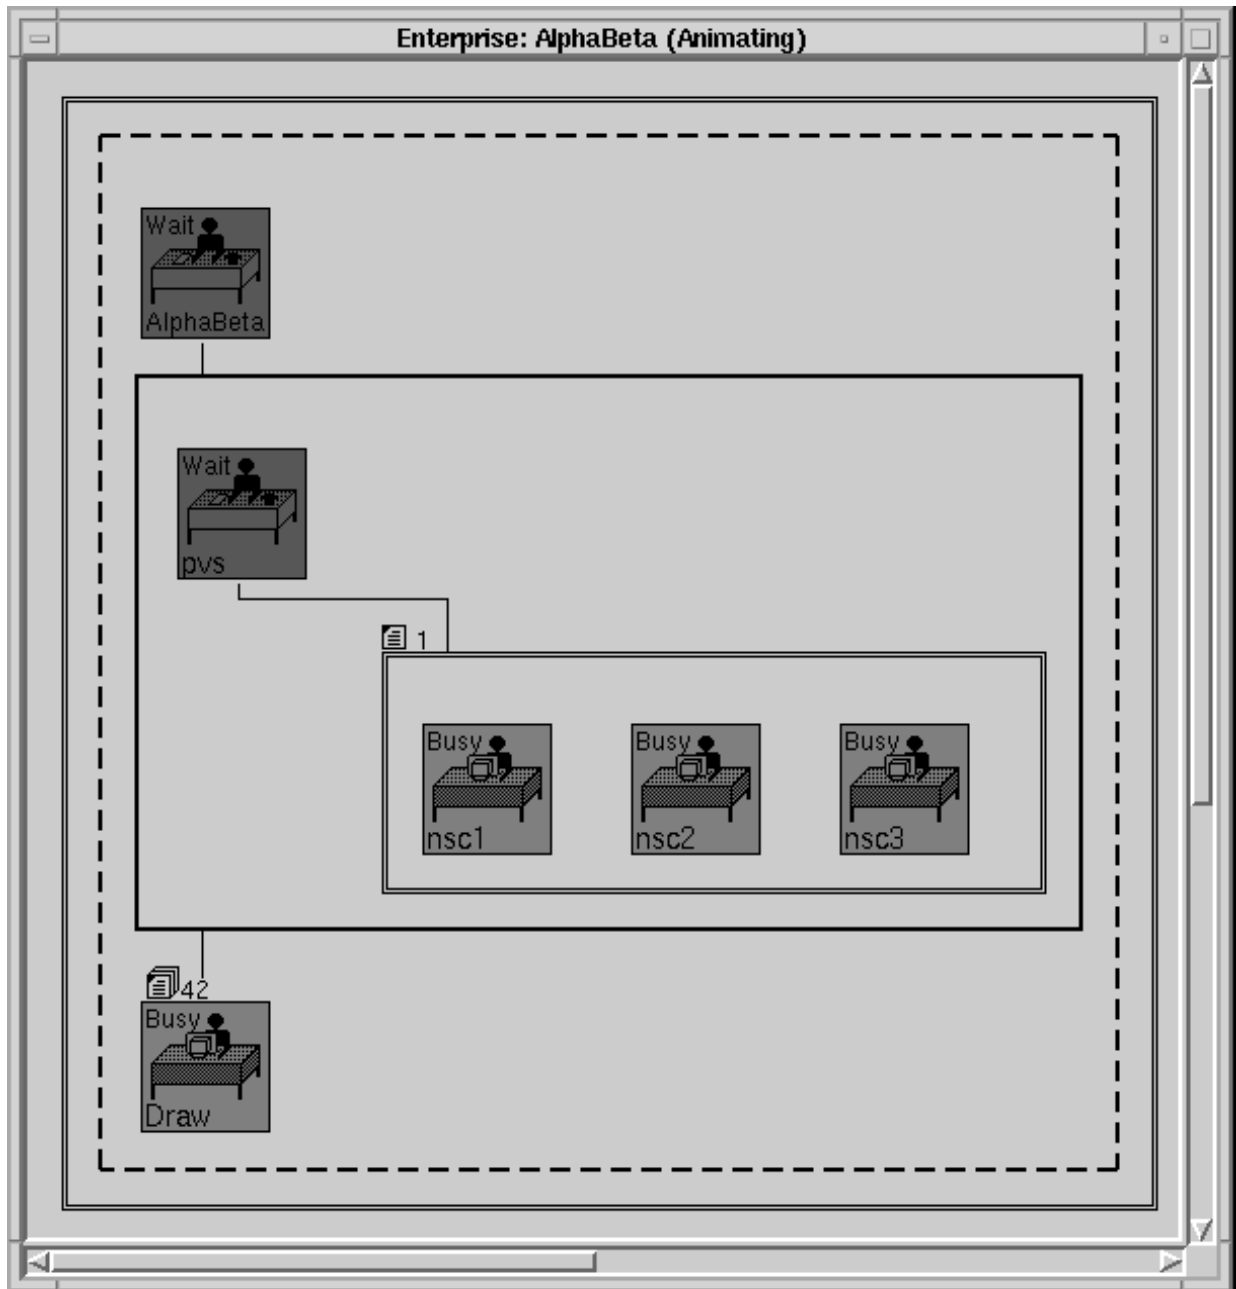 Enterprise: AlphaBeta (Animating)
Wait
AlphaBeta
Wait
pvs
1
Busy Busy Busy
nsc1 nsc2 nsc3
42
Busy
Draw